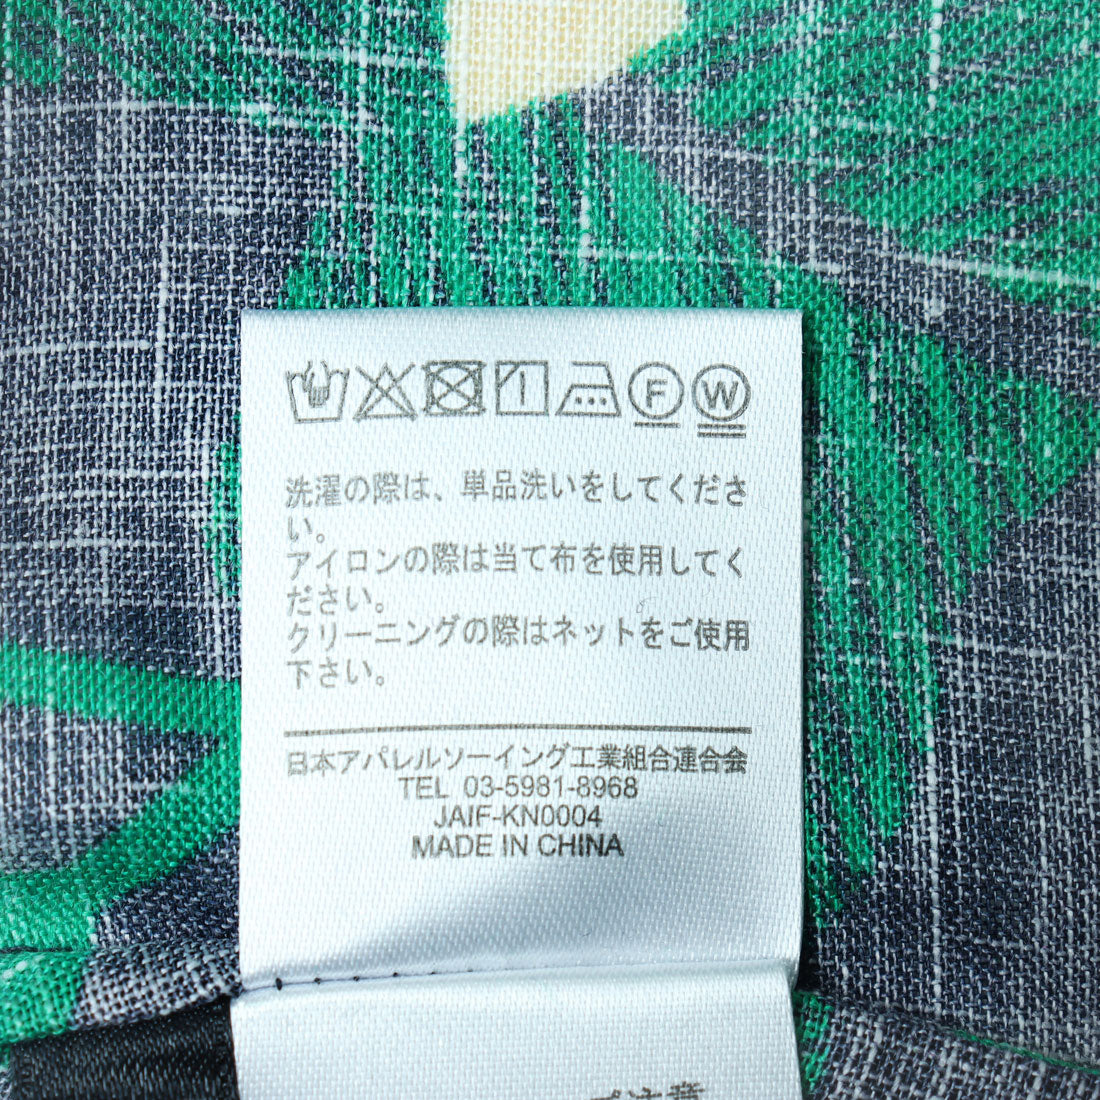 F W
洗濯の際は、単品洗いをしてくださ
い。
アイロンの際は当て布を使用してく
ださい。
クリーニングの際はネットをご使用
下さい。
日本アパレルソーイング工業組合連合会
TEL 03-5981-8968
JAIF-KN0004
MADE IN CHINA